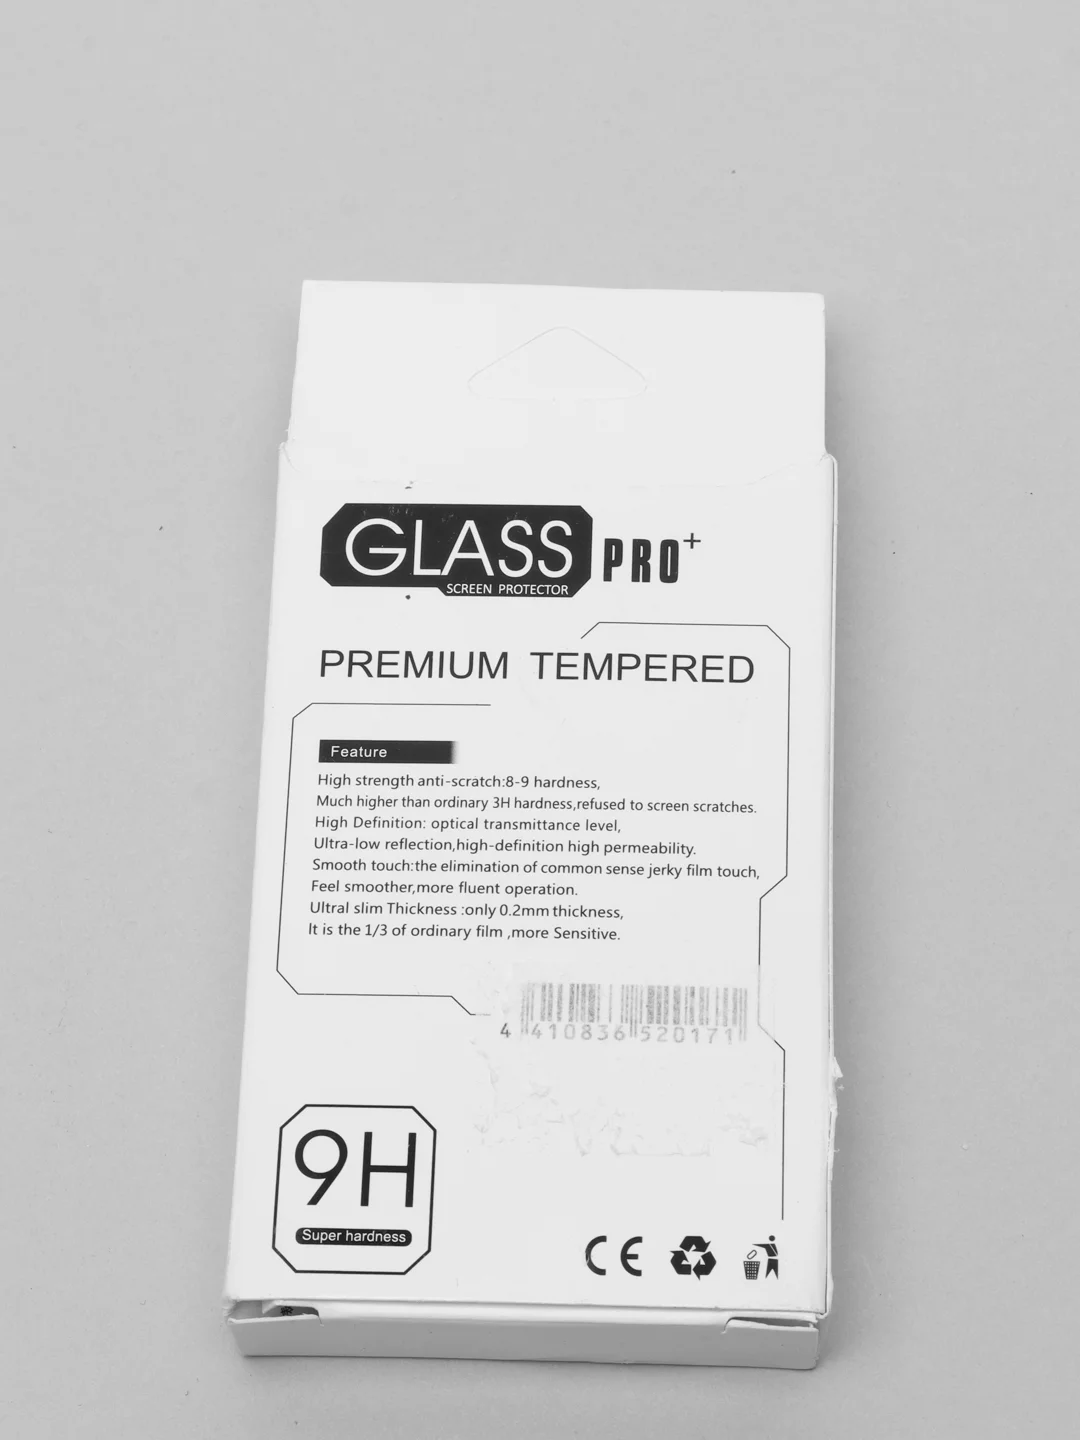 GLASS PRO+
SCREEN PROTECTOR
PREMIUM TEMPERED
Feature
High strength anti-scratch:8-9 hardness,
Much higher than ordinary 3H hardness,refused to screen scratches.
High Definition: optical transmittance level,
Ultra-low reflection,high-definition high permeability.
Smooth touch:the elimination of common sense jerky film touch,
Feel smoother,more fluent operation.
Ultral slim Thickness :only 0.2mm thickness,
It is the 1/3 of ordinary film ,more Sensitive.
4 410836 520171
9H
Super hardness
CE